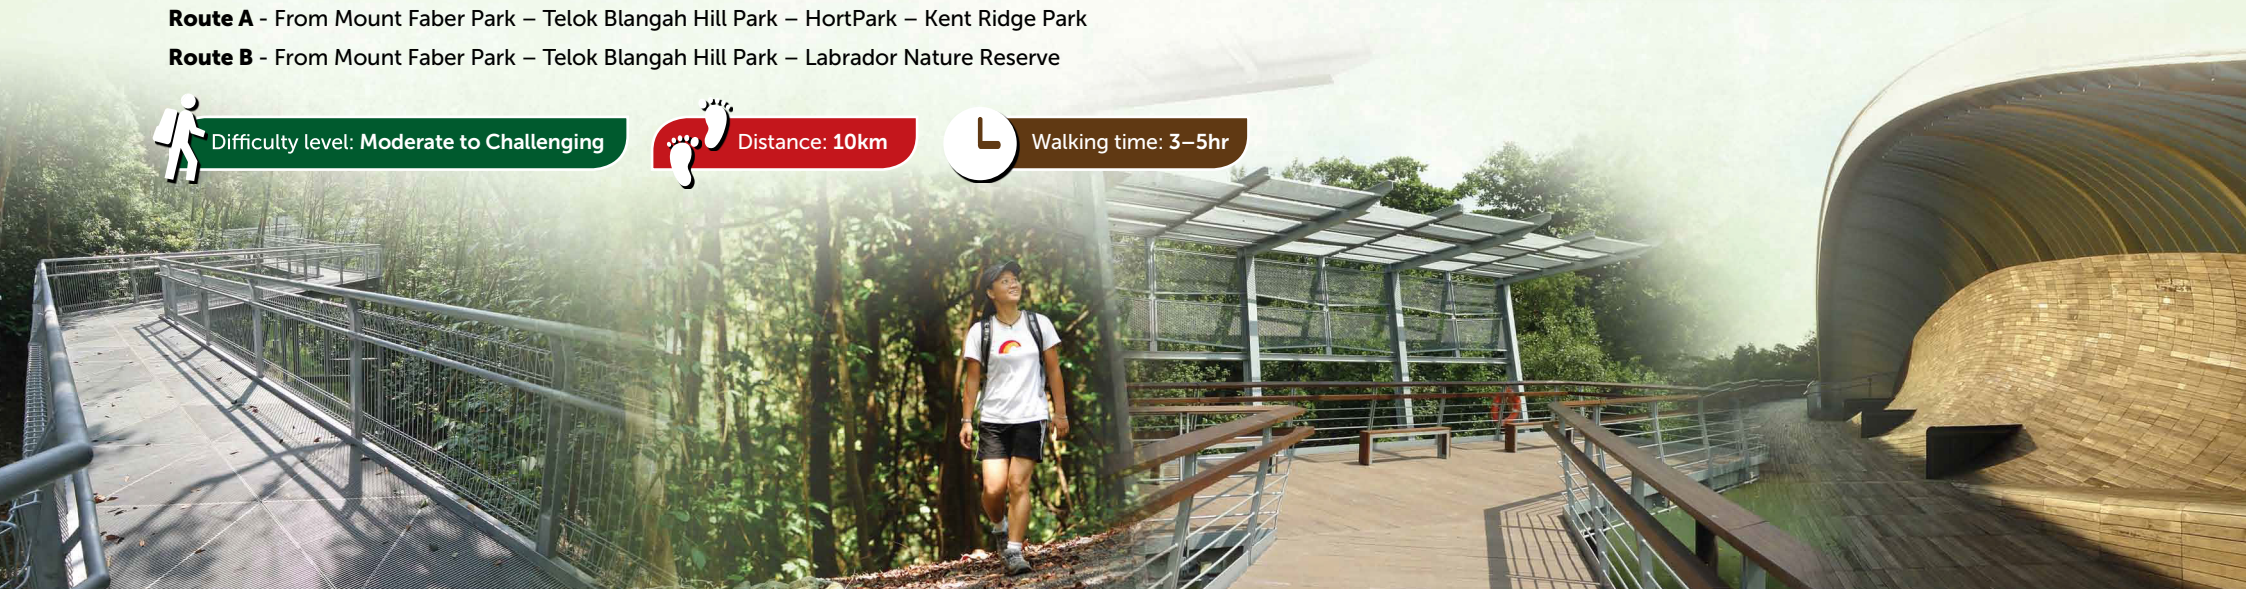 Route A - From Mount Faber Park – Telok Blangah Hill Park – HortPark – Kent Ridge Park
Route B - From Mount Faber Park – Telok Blangah Hill Park – Labrador Nature Reserve
Difficulty level: Moderate to Challenging
Distance: 10km
Walking time: 3–5hr